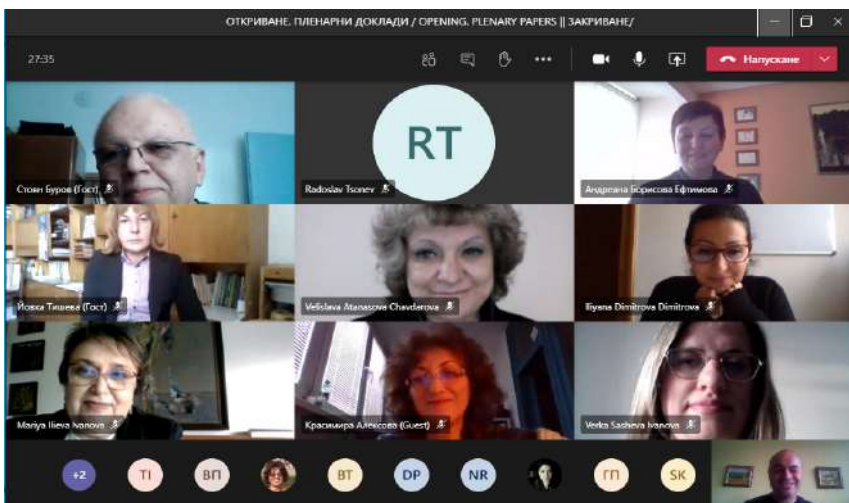 ОТКРИВАНЕ. ПЛЕНАРНИ ДОКЛАДИ / OPENING. PLENARY PAPERS || ЗАКРИВАНЕ/
27:35
Напускане
RT
Стоян Буров (Гост)
Radoslav Tsonev
Андреана Борисова Ефтимова
Йовка Тишева (Гост)
Velislava Atanasova Chavdarova
Iliyana Dimitrova Dimitrova
Mariya Ilieva Ivanova
Красимира Алексова (Guest)
Verka Sasheva Ivanova
+2
TI
ВП
BT
DP
NR
ГП
SK